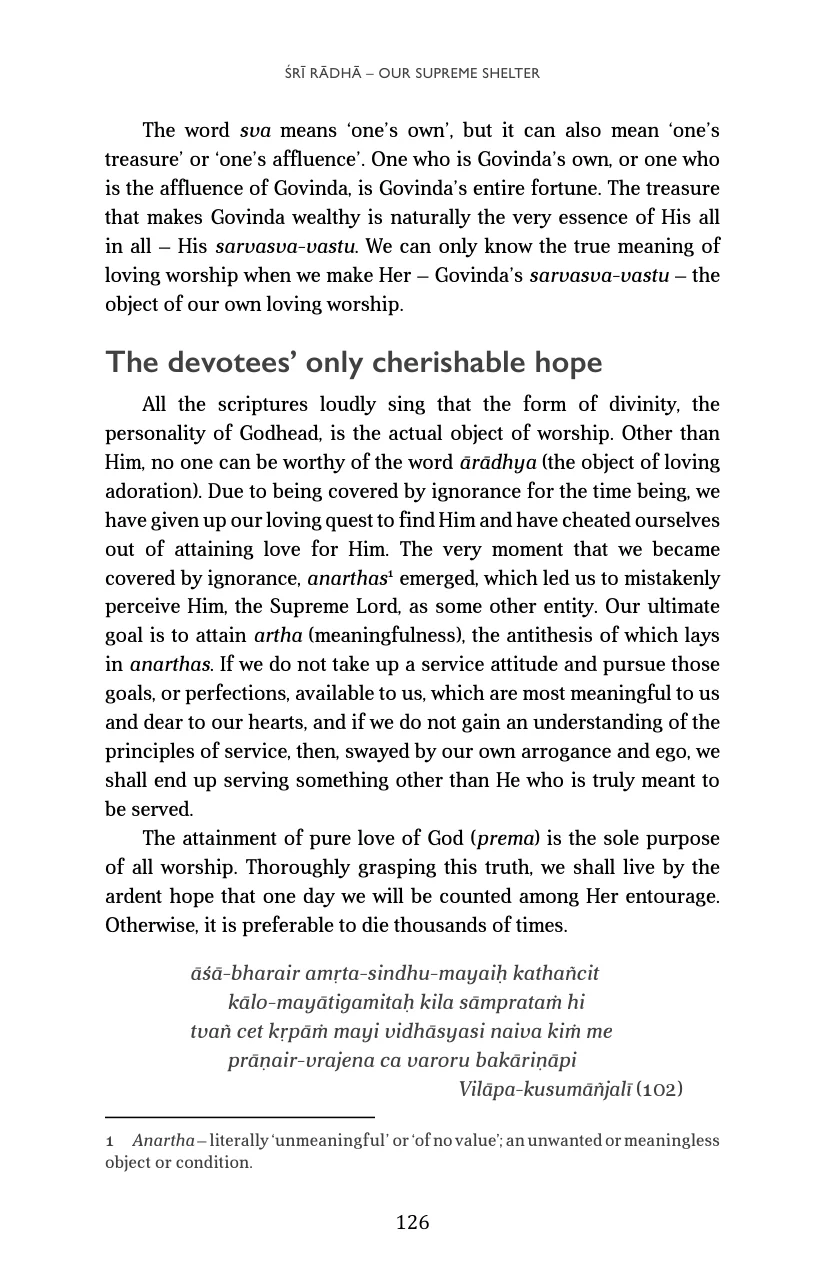 ŚRĪ RĀDHĀ – OUR SUPREME SHELTER
The word sva means ‘one’s own’, but it can also mean ‘one’s
treasure’ or ‘one’s affluence’. One who is Govinda’s own, or one who
is the affluence of Govinda, is Govinda’s entire fortune. The treasure
that makes Govinda wealthy is naturally the very essence of His all
in all – His sarvasva-vastu. We can only know the true meaning of
loving worship when we make Her – Govinda’s sarvasva-vastu – the
object of our own loving worship.
The devotees’ only cherishable hope
All the scriptures loudly sing that the form of divinity, the
personality of Godhead, is the actual object of worship. Other than
Him, no one can be worthy of the word ārādhya (the object of loving
adoration). Due to being covered by ignorance for the time being, we
have given up our loving quest to find Him and have cheated ourselves
out of attaining love for Him. The very moment that we became
covered by ignorance, anarthas¹ emerged, which led us to mistakenly
perceive Him, the Supreme Lord, as some other entity. Our ultimate
goal is to attain artha (meaningfulness), the antithesis of which lays
in anarthas. If we do not take up a service attitude and pursue those
goals, or perfections, available to us, which are most meaningful to us
and dear to our hearts, and if we do not gain an understanding of the
principles of service, then, swayed by our own arrogance and ego, we
shall end up serving something other than He who is truly meant to
be served.
The attainment of pure love of God (prema) is the sole purpose
of all worship. Thoroughly grasping this truth, we shall live by the
ardent hope that one day we will be counted among Her entourage.
Otherwise, it is preferable to die thousands of times.
āśā-bharair amṛta-sindhu-mayaiḥ kathañcit
kālo-mayātigamitaḥ kila sāmprataṁ hi
tvañ cet kṛpāṁ mayi vidhāsyasi naiva kiṁ me
prāṇair-vrajena ca varoru bakāriṇāpi
Vilāpa-kusumāñjalī (102)
1 Anartha – literally ‘unmeaningful’ or ‘of no value’; an unwanted or meaningless
object or condition.
126